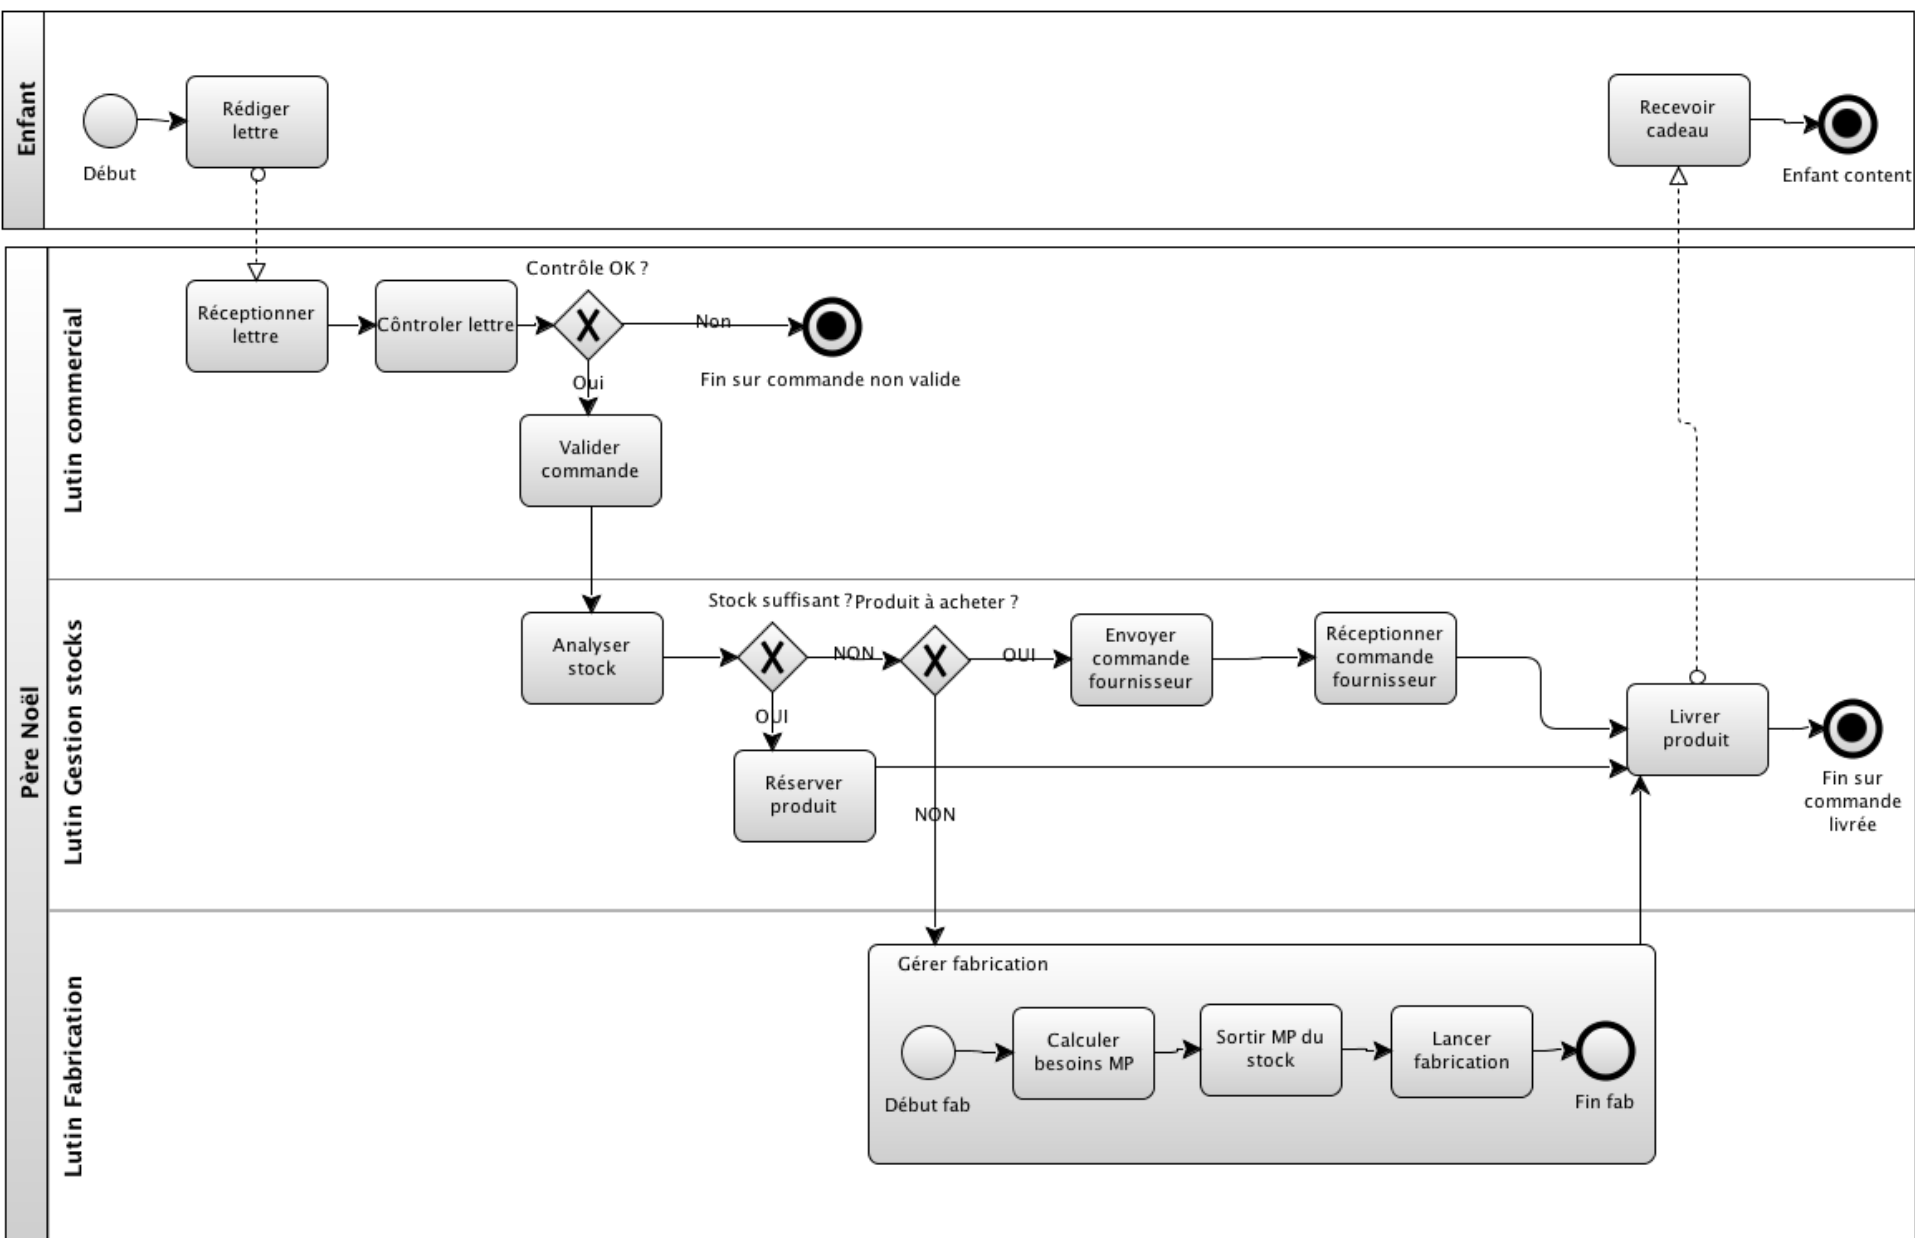 Enfant
Début
Rédiger
lettre
Recevoir
cadeau
Enfant content
Père Noël
Lutin commercial
Réceptionner
lettre
Côntroler lettre
Contrôle OK ?
Non
Fin sur commande non valide
Oui
Valider
commande
Lutin Gestion stocks
Analyser
stock
Stock suffisant ?
NON
OUI
Réserver
produit
Produit à acheter ?
OUI
NON
Envoyer
commande
fournisseur
Réceptionner
commande
fournisseur
Livrer
produit
Fin sur
commande
livrée
Lutin Fabrication
Gérer fabrication
Début fab
Calculer
besoins MP
Sortir MP du
stock
Lancer
fabrication
Fin fab